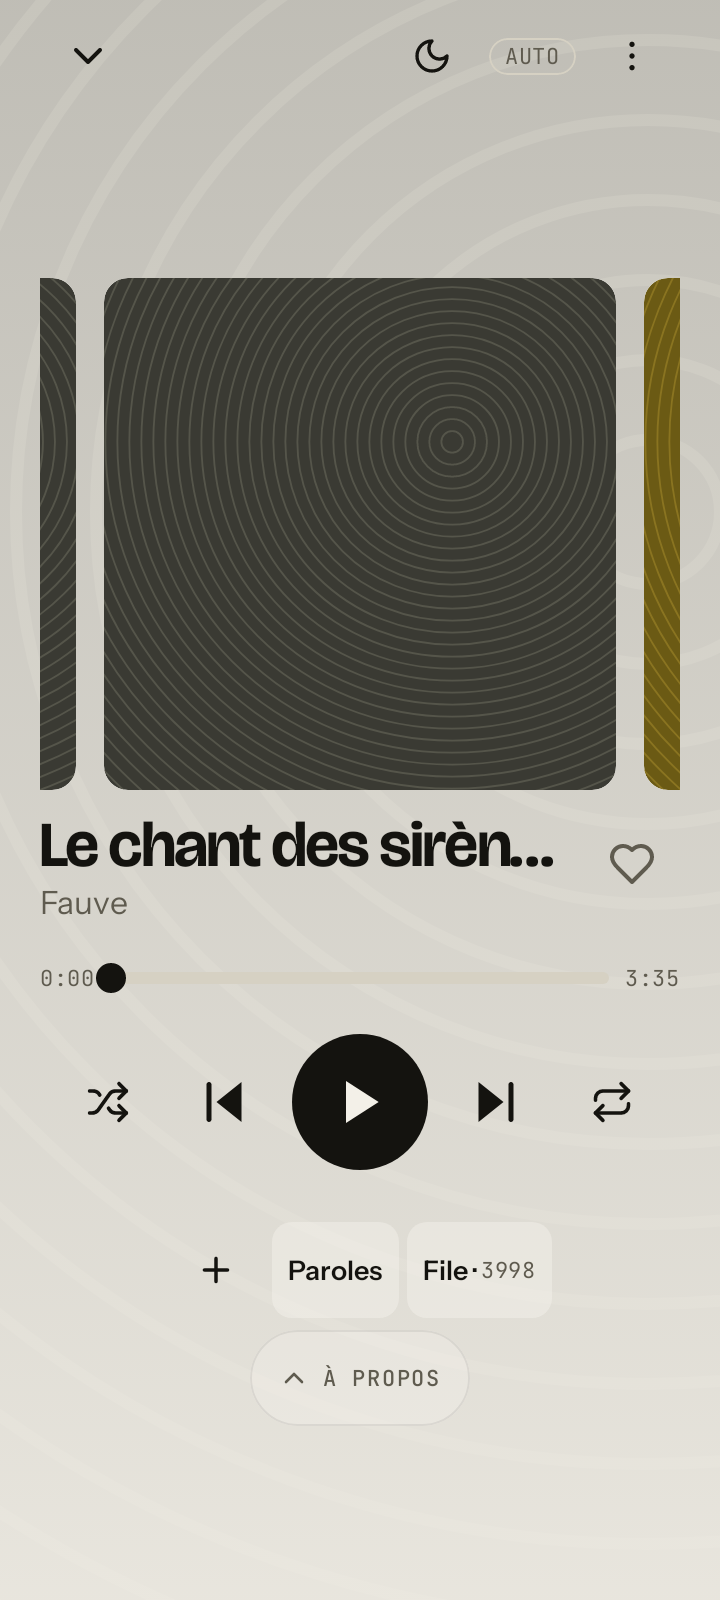 AUTO
Le chant des sirèn...
Fauve
0:00 3:35
Paroles File·3998
À PROPOS